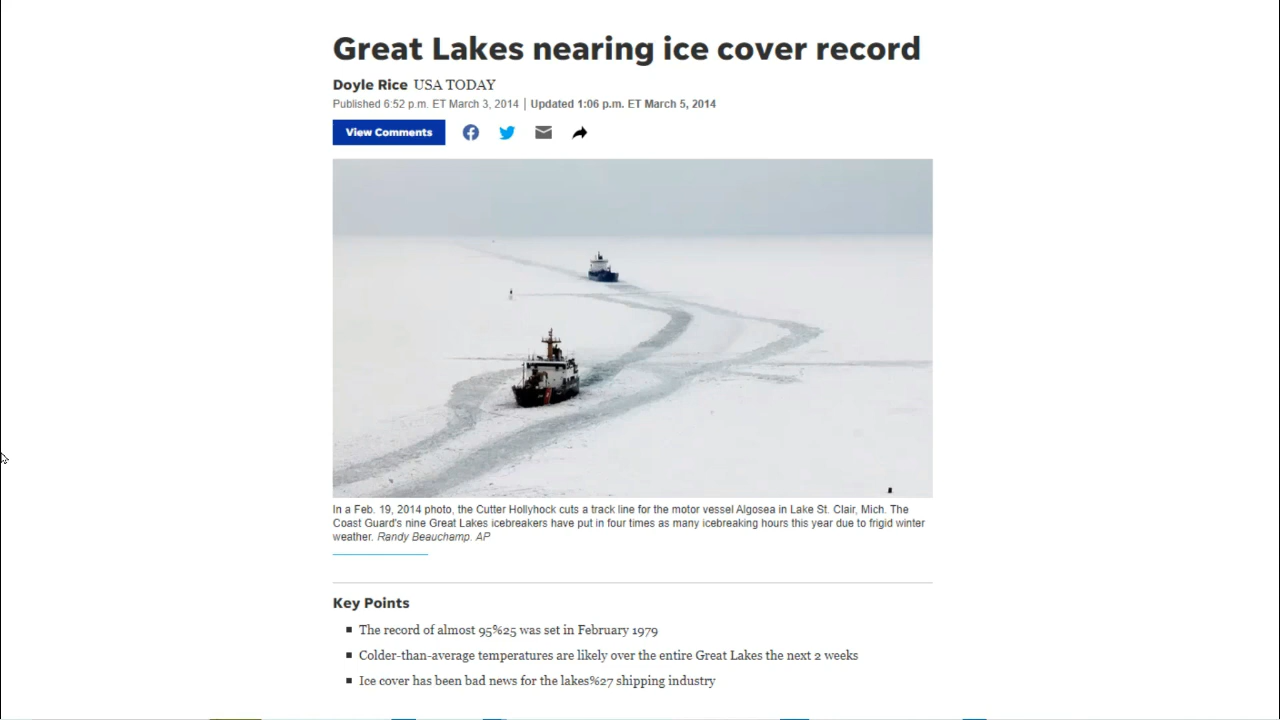 Great Lakes nearing ice cover record
Doyle Rice USA TODAY
Published 6:52 p.m. ET March 3, 2014 | Updated 1:06 p.m. ET March 5, 2014
View Comments
In a Feb. 19, 2014 photo, the Cutter Hollyhock cuts a track line for the motor vessel Algosea in Lake St. Clair, Mich. The
Coast Guard's nine Great Lakes icebreakers have put in four times as many icebreaking hours this year due to frigid winter
weather. Randy Beauchamp. AP
Key Points
The record of almost 95%25 was set in February 1979
Colder-than-average temperatures are likely over the entire Great Lakes the next 2 weeks
Ice cover has been bad news for the lakes%27 shipping industry